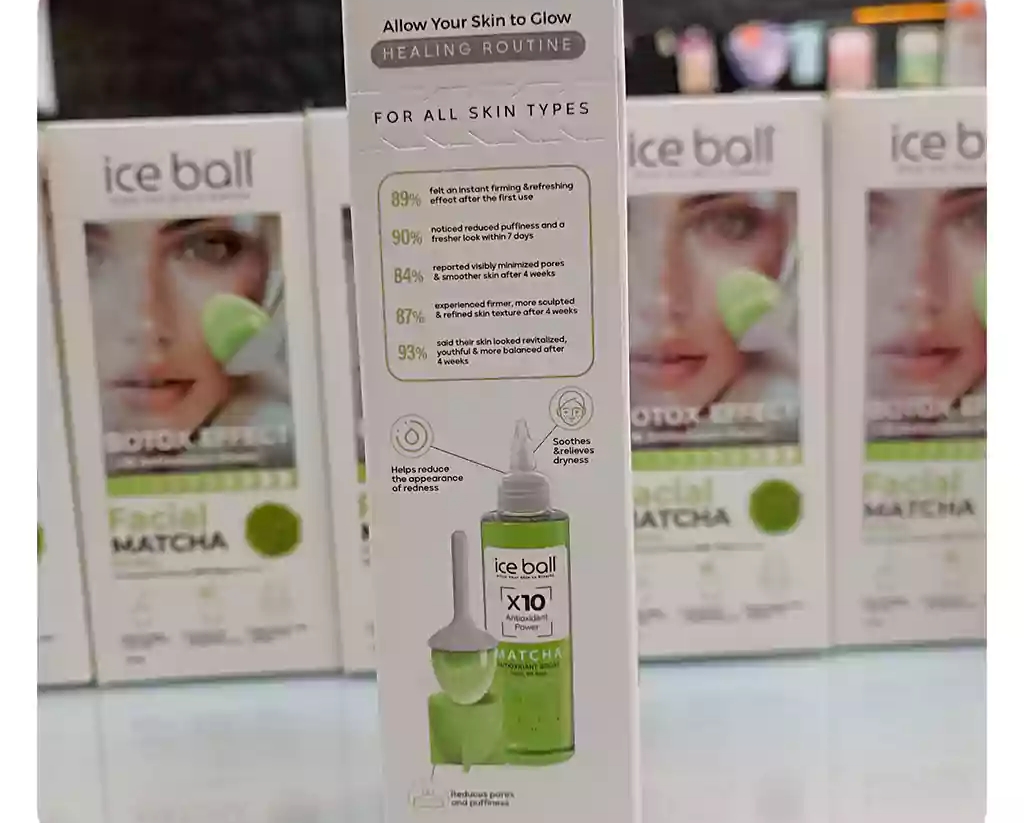 Allow Your Skin to Glow
HEALING ROUTINE
FOR ALL SKIN TYPES
89% felt an instant firming &refreshing
effect after the first use
90% noticed reduced puffiness and a
fresher look within 7 days
84% reported visibly minimized pores
& smoother skin after 4 weeks
87% experienced firmer, more sculpted
& refined skin texture after 4 weeks
93% said their skin looked revitalized,
youthful & more balanced after
4 weeks
Soothes
&relieves
dryness
Helps reduce
the appearance
of redness
ice ball
X10
Antioxidant
Power
MATCHA
Reduces pores
and puffiness
ice ball
BOTOX EFFECT
Facial
MATCHA
ice ball
BOTOX EFFECT
Facial
MATCHA
ice b
Facial
MATCHA